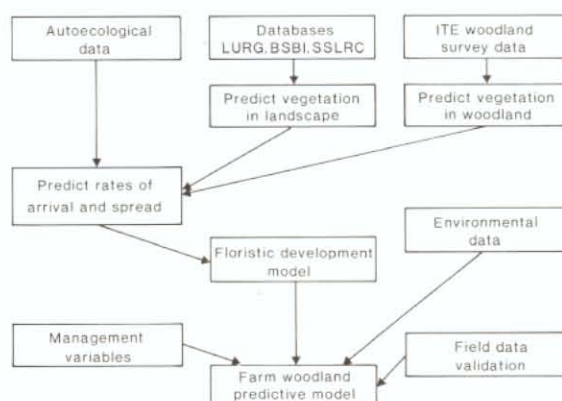 Autoecological
data
Databases
LURG,BSBI,SSLRC
ITE woodland
survey data
Predict vegetation
in landscape
Predict vegetation
in woodland
Predict rates of
arrival and spread
Floristic development
model
Environmental
data
Management
variables
Farm woodland
predictive model
Field data
validation